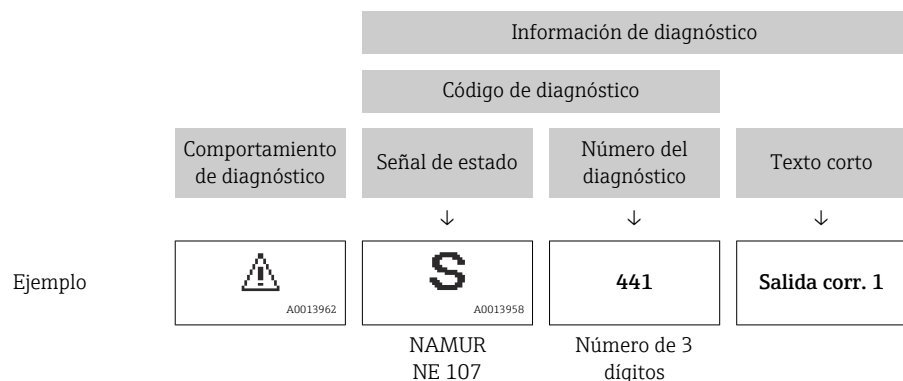 Información de diagnóstico
Código de diagnóstico
Comportamiento
de diagnóstico
Señal de estado
Número del
diagnóstico
Texto corto
↓
↓
↓
Ejemplo
A0013962
S
A0013958
441
Salida corr. 1
NAMUR
NE 107
Número de 3
dígitos